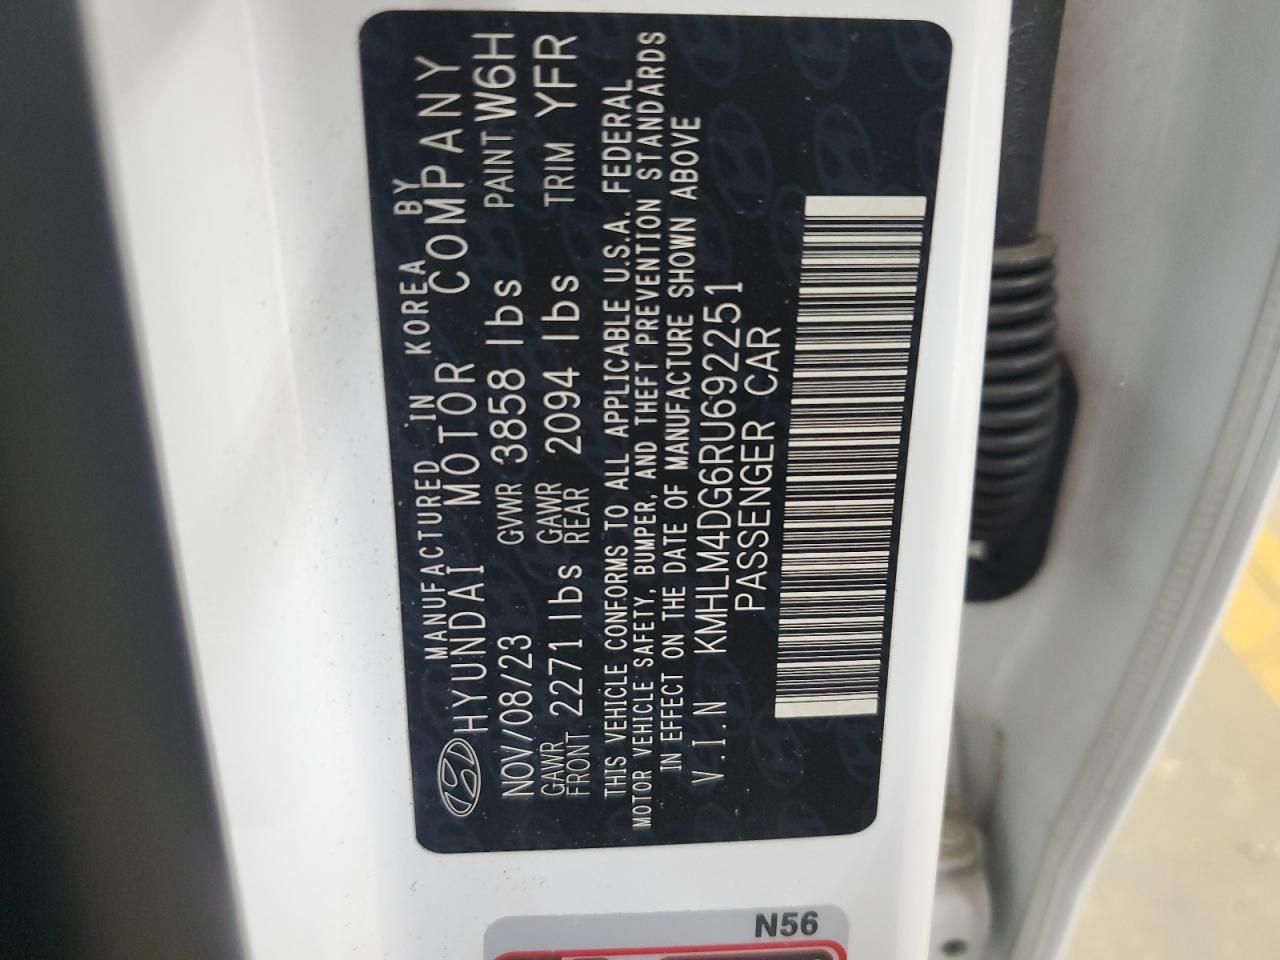 MANUFACTURED IN KOREA BY
HYUNDAI MOTOR COMPANY
NOV/08/23 GVWR 3858 lbs PAINT W6H
GAWR FRONT 2271 lbs GAWR REAR 2094 lbs TRIM YFR
THIS VEHICLE CONFORMS TO ALL APPLICABLE U.S.A. FEDERAL
MOTOR VEHICLE SAFETY, BUMPER, AND THEFT PREVENTION STANDARDS
IN EFFECT ON THE DATE OF MANUFACTURE SHOWN ABOVE
V.I.N KMHLM4DG6RU692251
PASSENGER CAR
N56